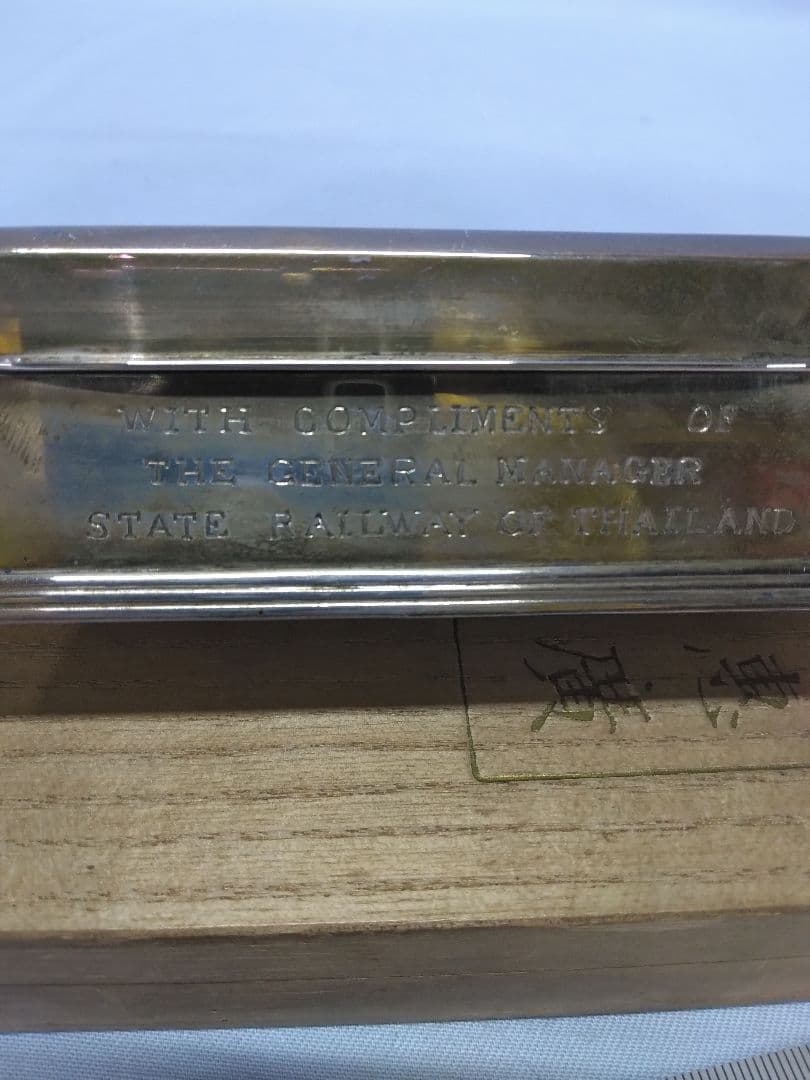 WITH COMPLIMENTS OF
THE GENERAL MANAGER
STATE RAILWAY OF THAILAND